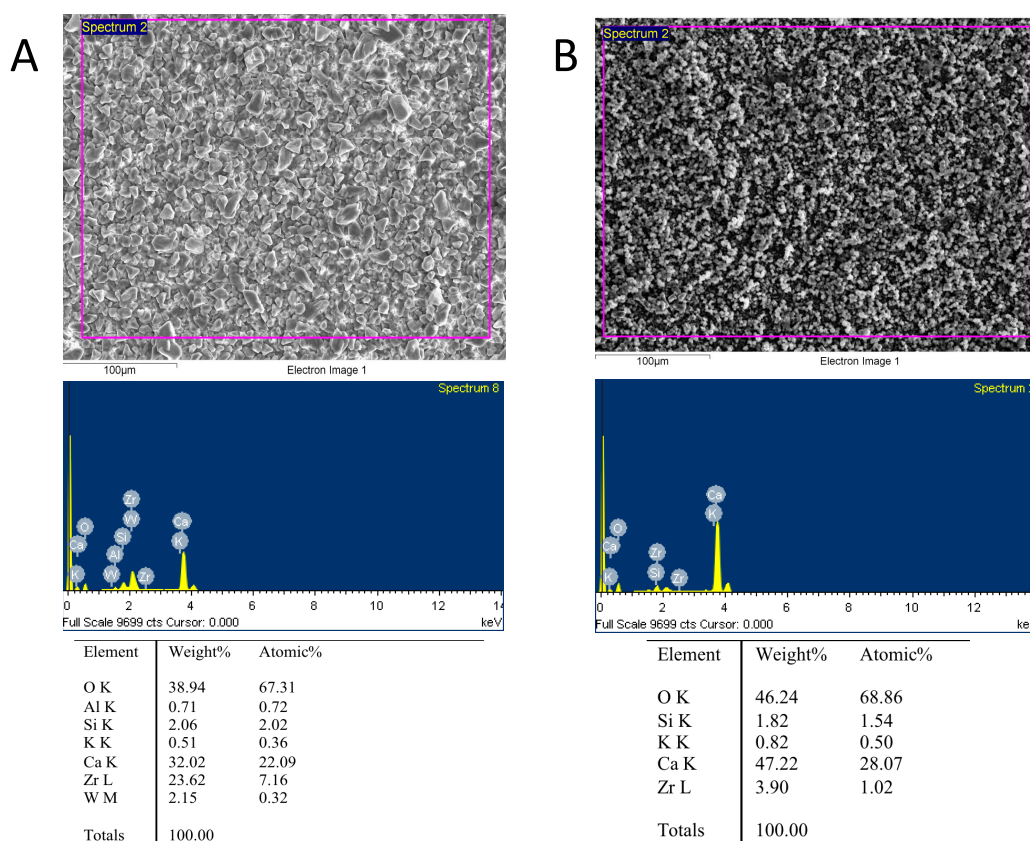 A
Spectrum 2
100µm
Electron Image 1
Spectrum 8
Zr
W
Si
Al
W
O
Ca
K
Zr
Ca
K
0 2 4 6 8 10 12 14
Full Scale 9699 cts Cursor: 0.000 keV
Element Weight% Atomic%
O K 38.94 67.31
Al K 0.71 0.72
Si K 2.06 2.02
K K 0.51 0.36
Ca K 32.02 22.09
Zr L 23.62 7.16
W M 2.15 0.32
Totals 100.00
B
Spectrum 2
100µm
Electron Image 1
Spectrum
O
Ca
K
Zr
Si
Zr
Ca
K
0 2 4 6 8 10 12
Full Scale 9699 cts Cursor: 0.000 ke
Element Weight% Atomic%
O K 46.24 68.86
Si K 1.82 1.54
K K 0.82 0.50
Ca K 47.22 28.07
Zr L 3.90 1.02
Totals 100.00